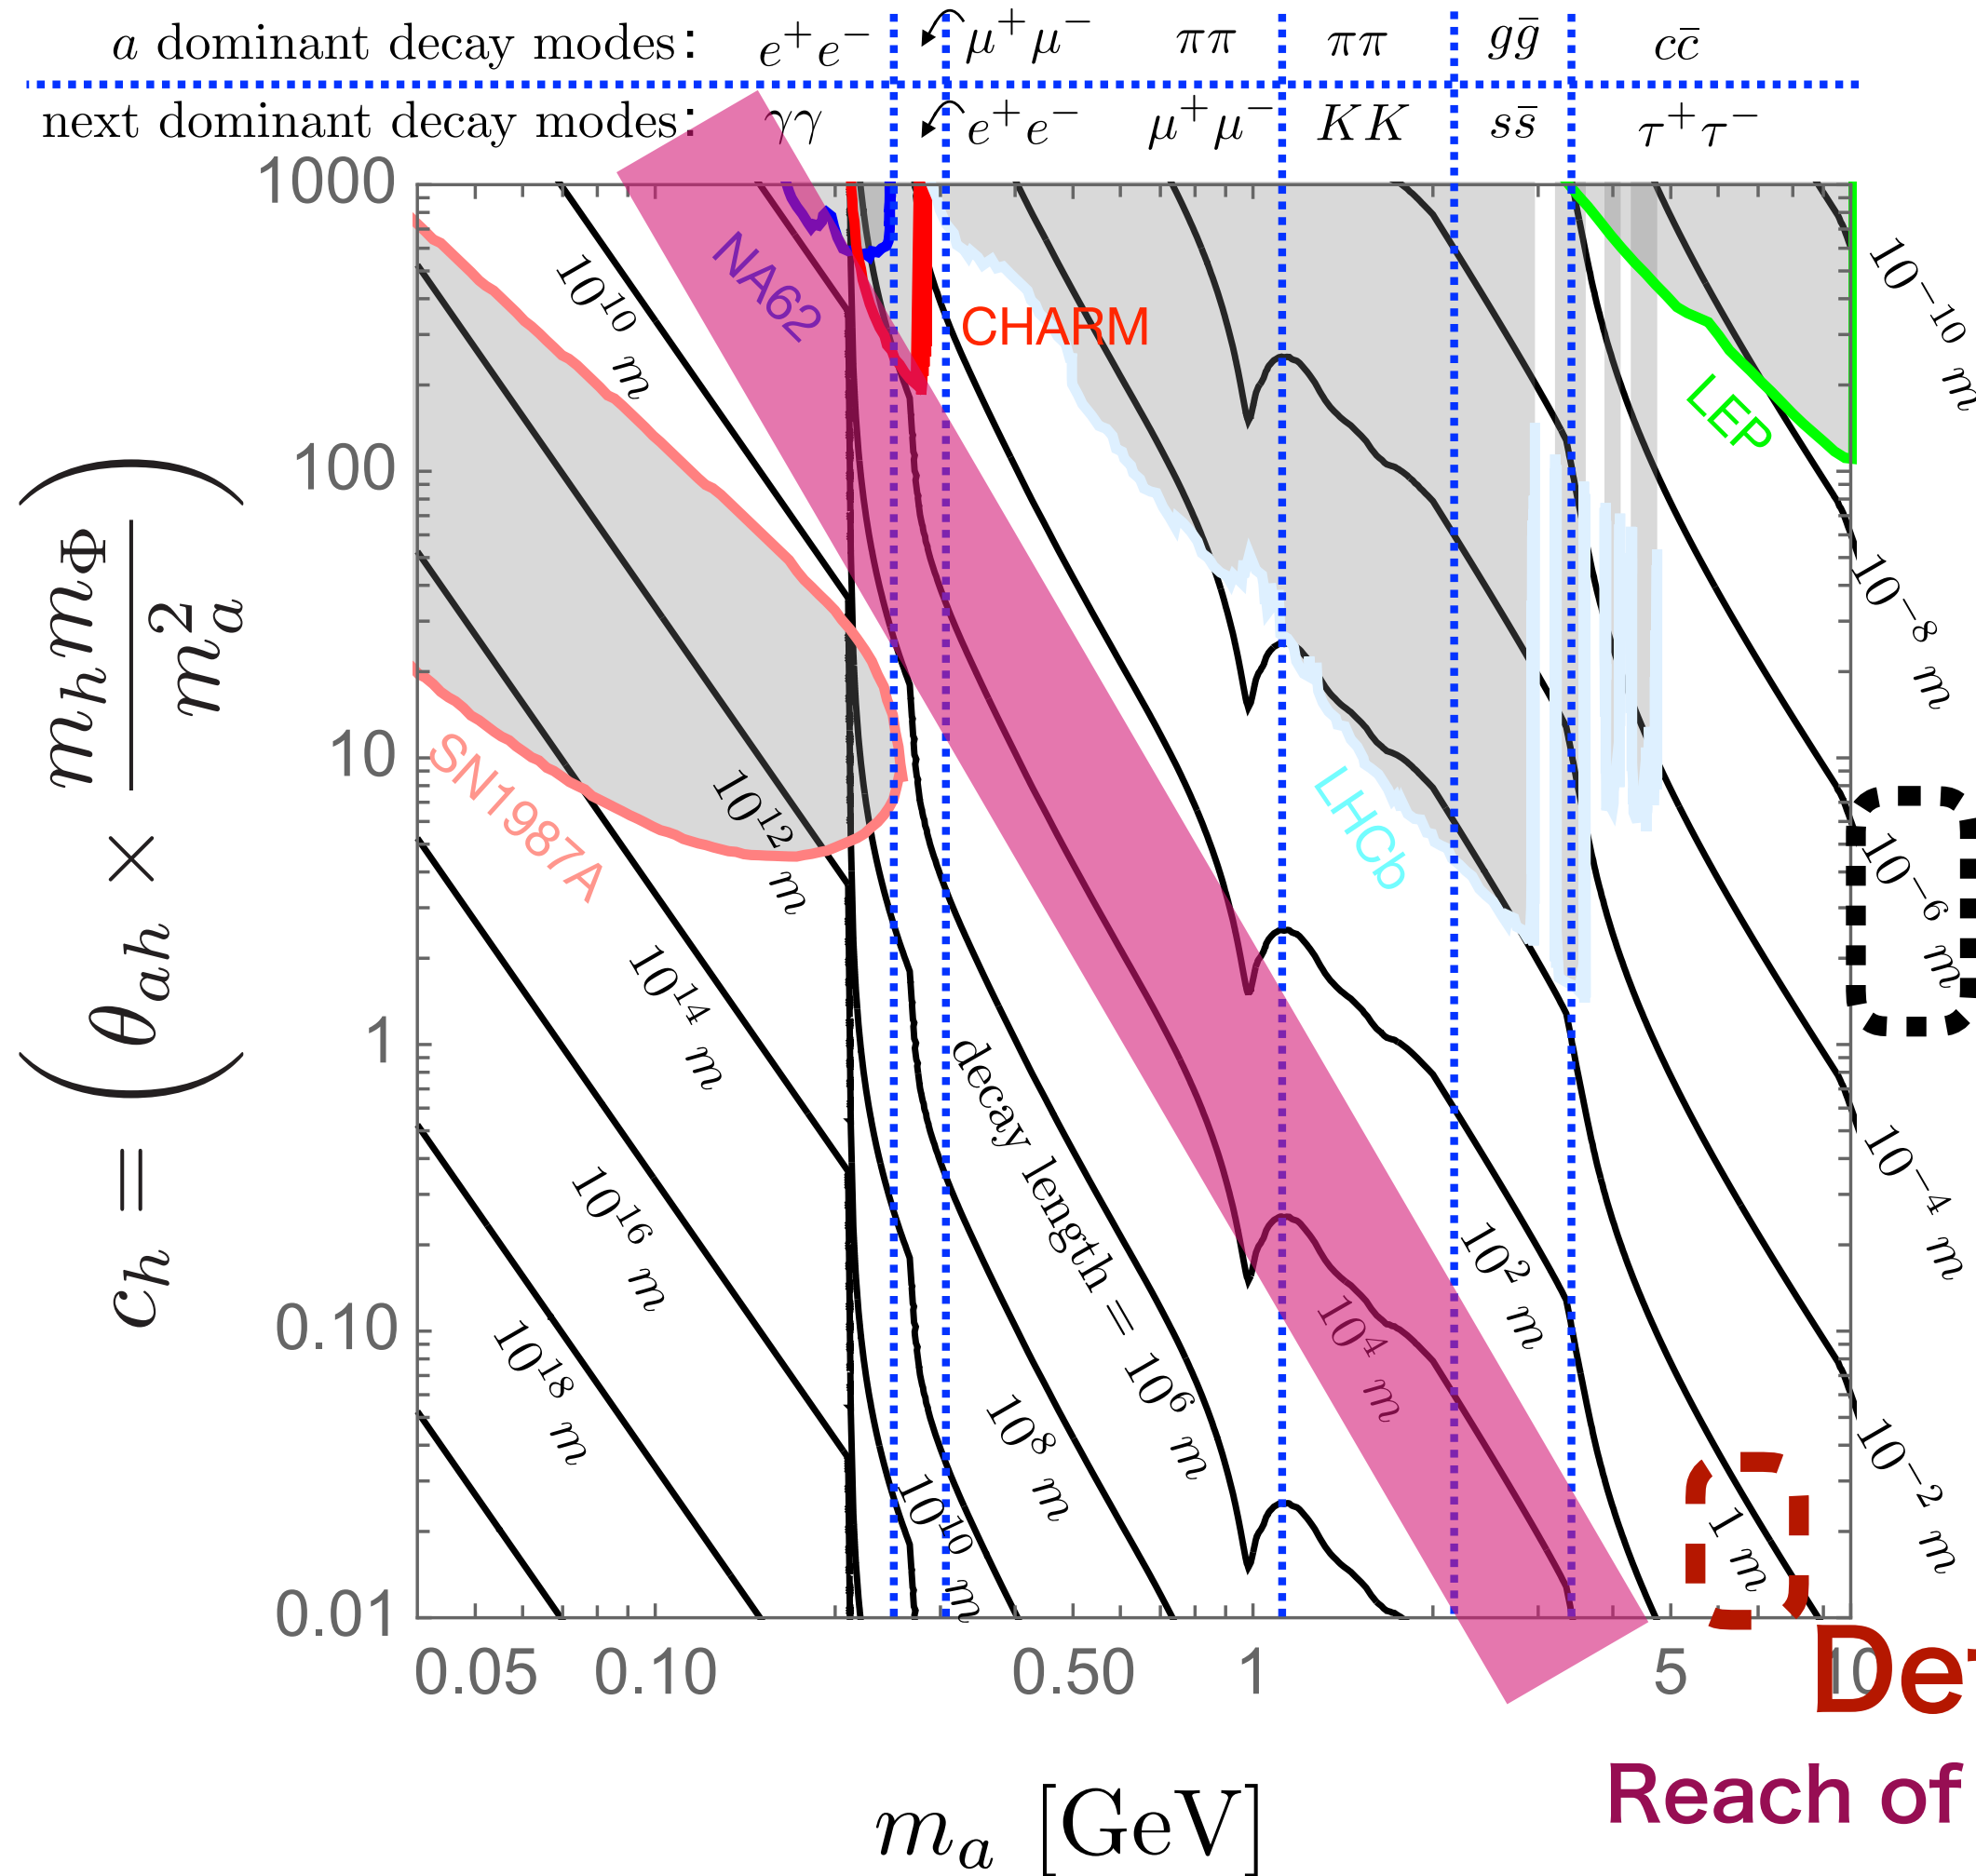 a dominant decay modes: e⁺e⁻ μ⁺μ⁻ ππ ππ gḡ cc̄
next dominant decay modes: γγ e⁺e⁻ μ⁺μ⁻ KK ss̄ τ⁺τ⁻
1000
100
10
1
0.10
0.01
c_h = ( θ_ah × m_h m_Φ / m_a² )
NA62
CHARM
LEP
SN1987A
LHCb
10¹⁰ m
10¹² m
10¹⁴ m
10¹⁶ m
10¹⁸ m
decay length = 10⁶ m
10⁸ m
10¹⁰ m
10⁴ m
10² m
1 m
10⁻¹⁰ m
10⁻⁸ m
10⁻⁶ m
10⁻⁴ m
10⁻² m
0.05 0.10 0.50 1 5 10
m_a [GeV]
Reach of